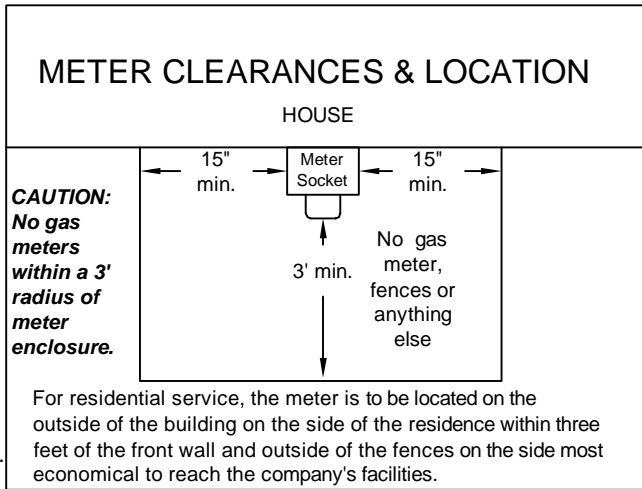 METER CLEARANCES & LOCATION
HOUSE
15"
min.
Meter
Socket
15"
min.
CAUTION:
No gas
meters
within a 3'
radius of
meter
enclosure.
3' min.
No gas
meter,
fences or
anything
else
For residential service, the meter is to be located on the
outside of the building on the side of the residence within three
feet of the front wall and outside of the fences on the side most
economical to reach the company's facilities.
.